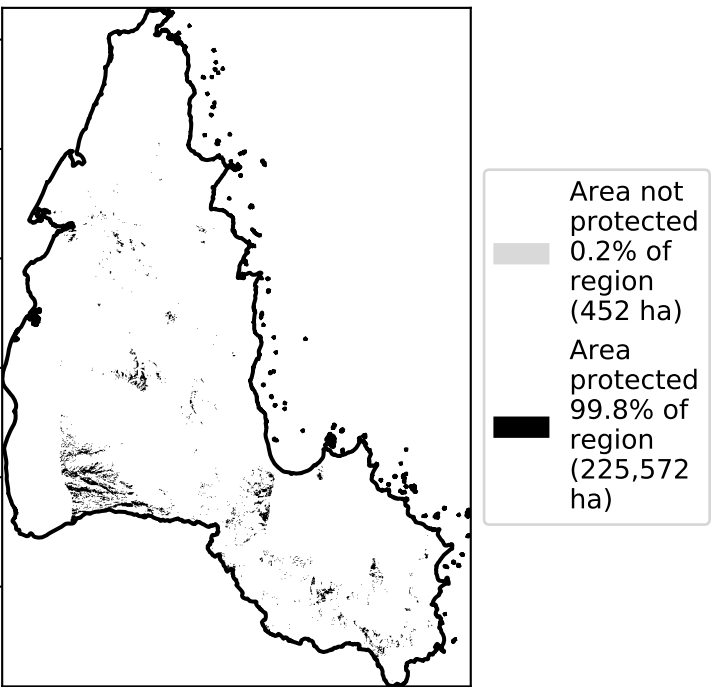 Area not
protected
0.2% of
region
(452 ha)
Area
protected
99.8% of
region
(225,572
ha)